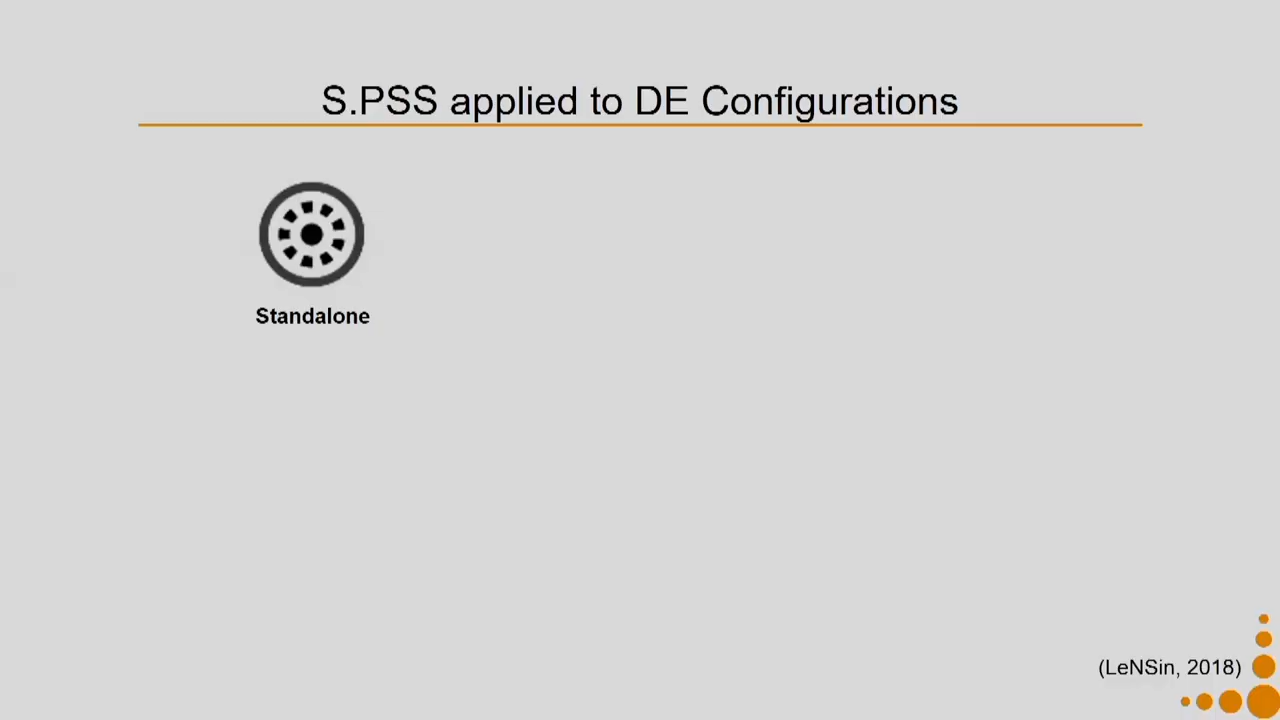 S.PSS applied to DE Configurations
Standalone
(LeNSin, 2018)